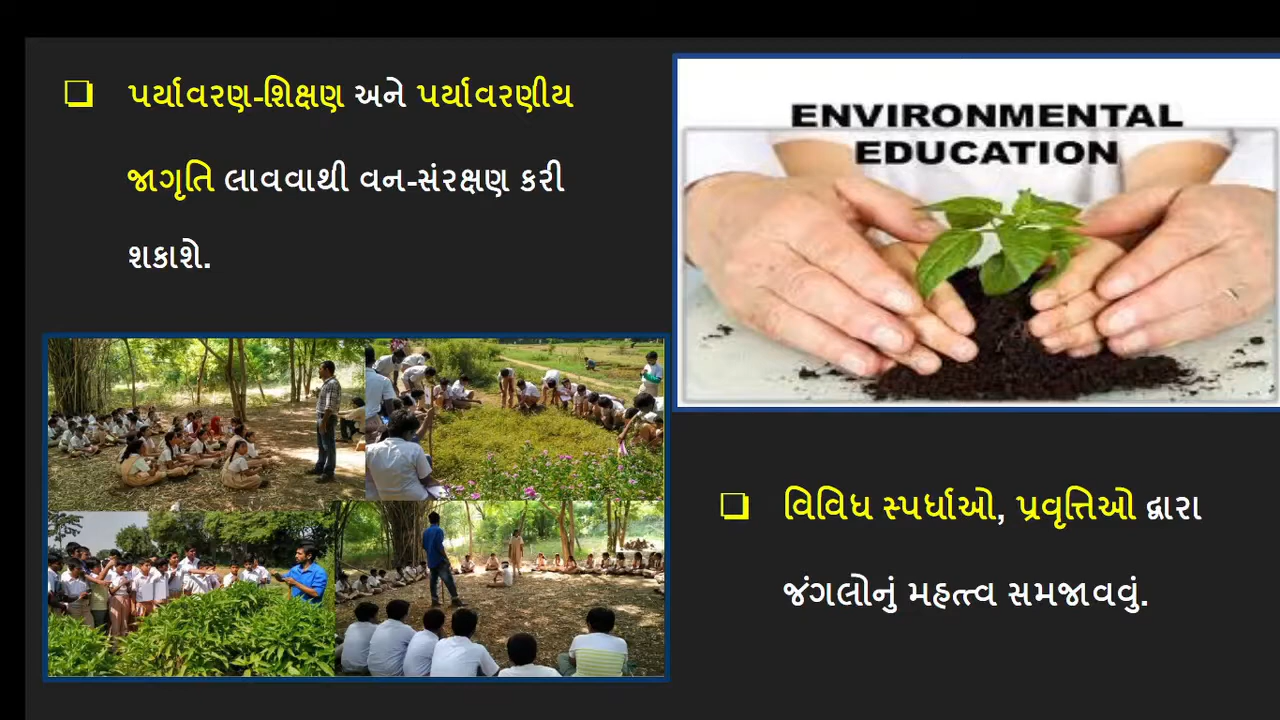 પર્યાવરણ-શિક્ષણ અને પર્યાવરણીય
જાગૃતિ લાવવાથી વન-સંરક્ષણ કરી
શકાશે.
ENVIRONMENTAL
EDUCATION
વિવિધ સ્પર્ધાઓ, પ્રવૃત્તિઓ દ્વારા
જંગલોનું મહત્ત્વ સમજાવવું.